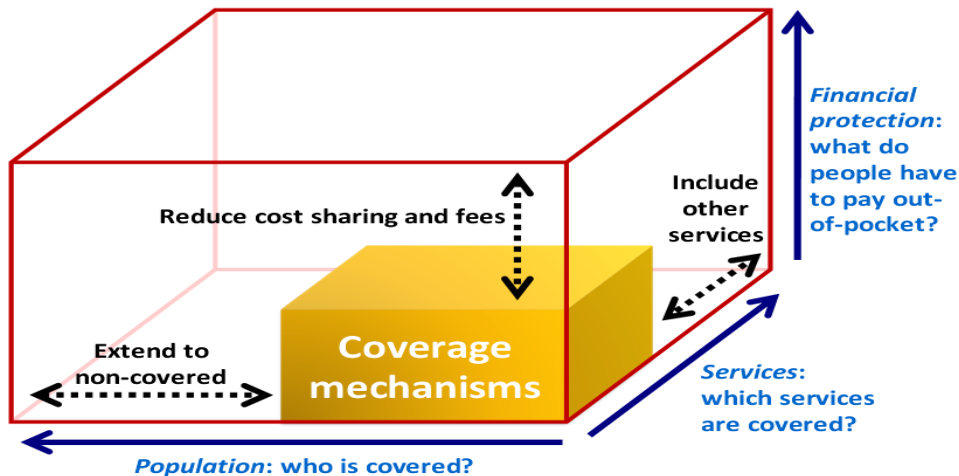 Financial
protection:
what do
people have
to pay out-
of-pocket?
Include
other
services
Reduce cost sharing and fees
Extend to
non-covered
Coverage
mechanisms
Services:
which services
are covered?
Population: who is covered?